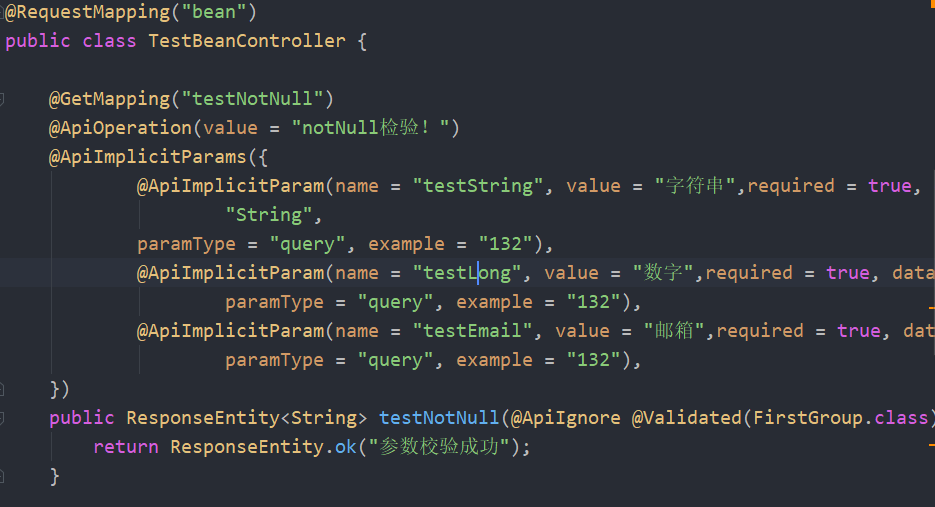 @RequestMapping("bean")
public class TestBeanController {
@GetMapping("testNotNull")
@ApiOperation(value = "notNull检验！")
@ApiImplicitParams({
@ApiImplicitParam(name = "testString", value = "字符串",required = true,
"String",
paramType = "query", example = "132"),
@ApiImplicitParam(name = "testLong", value = "数字",required = true, data
paramType = "query", example = "132"),
@ApiImplicitParam(name = "testEmail", value = "邮箱",required = true, dat
paramType = "query", example = "132"),
})
public ResponseEntity<String> testNotNull(@ApiIgnore @Validated(FirstGroup.class)
return ResponseEntity.ok("参数校验成功");
}